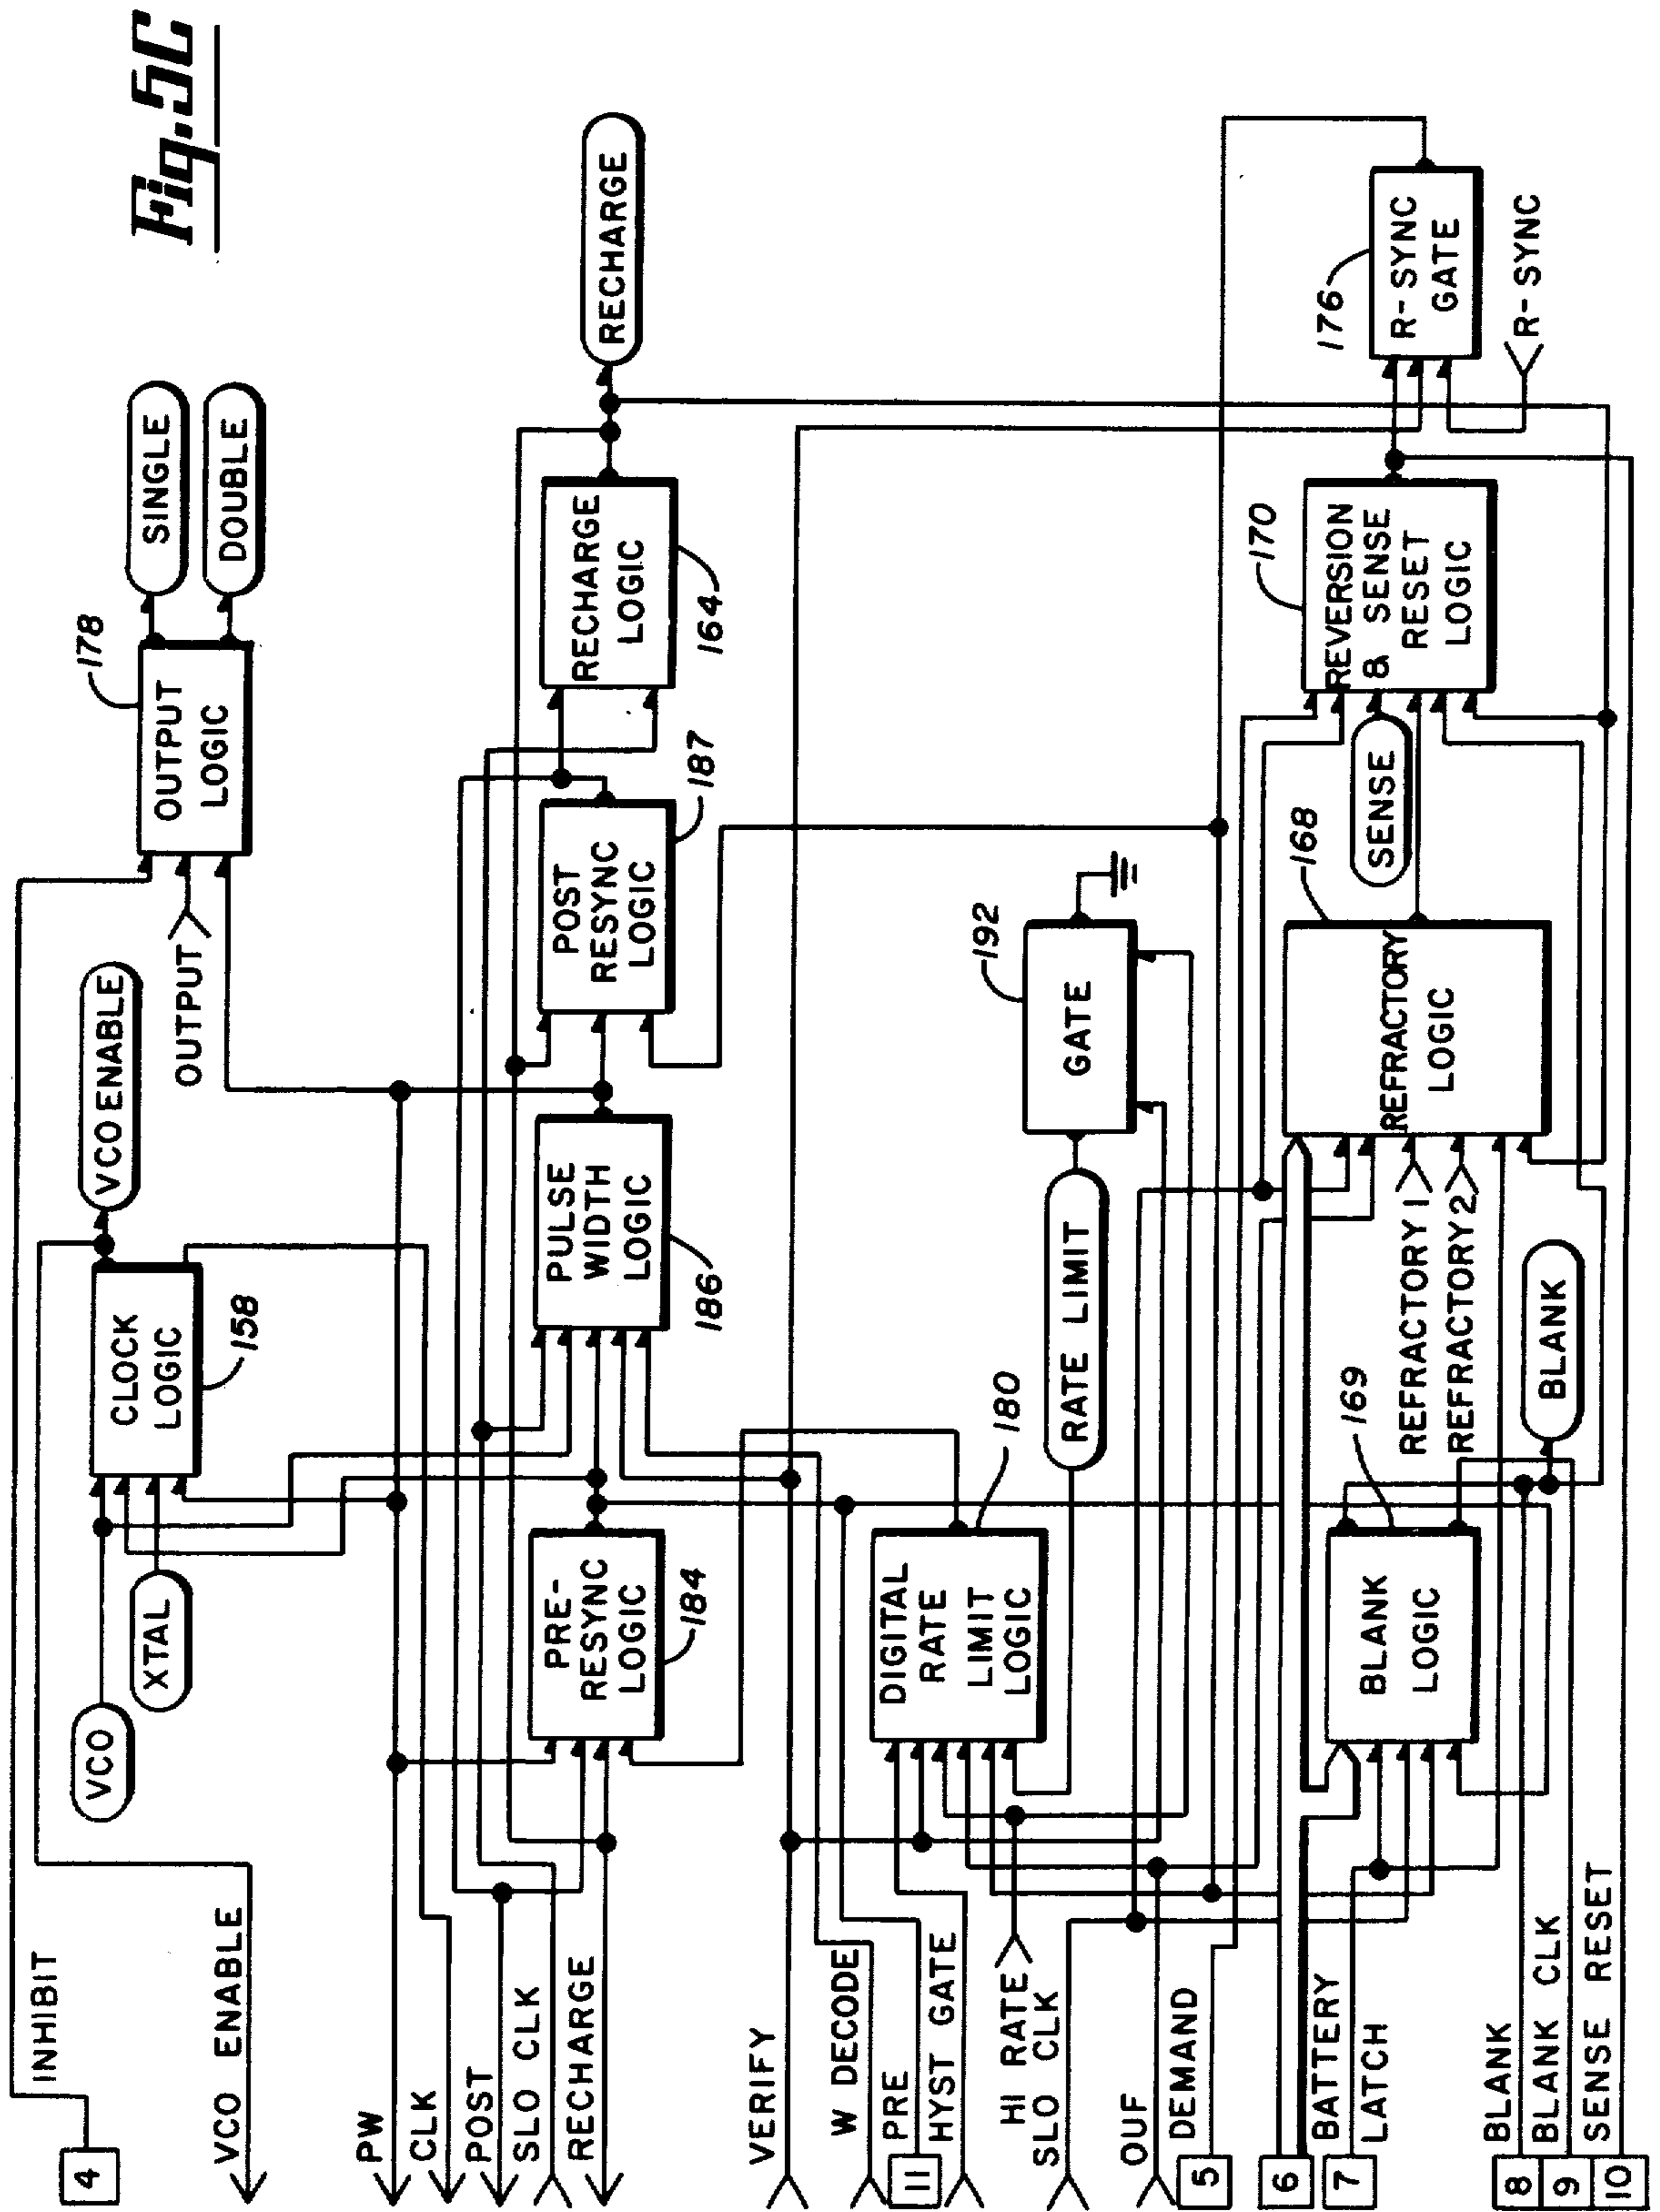 Fig. 5C
4
INHIBIT
VCO ENABLE
PW
CLK
POST
SLO CLK
RECHARGE
VERIFY
W DECODE
PRE
11
HYST GATE
HI RATE
SLO CLK
OUF
DEMAND
5
6
BATTERY
7
LATCH
BLANK
8
BLANK CLK
9
SENSE RESET
10
VCO
XTAL
CLOCK
LOGIC
158
VCO ENABLE
OUTPUT
OUTPUT
LOGIC
178
SINGLE
DOUBLE
PRE-
RESYNC
LOGIC
184
PULSE
WIDTH
LOGIC
186
POST
RESYNC
LOGIC
187
RECHARGE
LOGIC
164
RECHARGE
DIGITAL
RATE
LIMIT
LOGIC
180
RATE LIMIT
GATE
192
BLANK
LOGIC
169
BLANK
REFRACTORY 1
REFRACTORY 2
REFRACTORY
LOGIC
168
SENSE
REVERSION
& SENSE
RESET
LOGIC
170
R-SYNC
GATE
176
R-SYNC